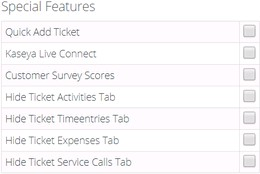 Special Features
Quick Add Ticket
Kaseya Live Connect
Customer Survey Scores
Hide Ticket Activities Tab
Hide Ticket Timeentries Tab
Hide Ticket Expenses Tab
Hide Ticket Service Calls Tab